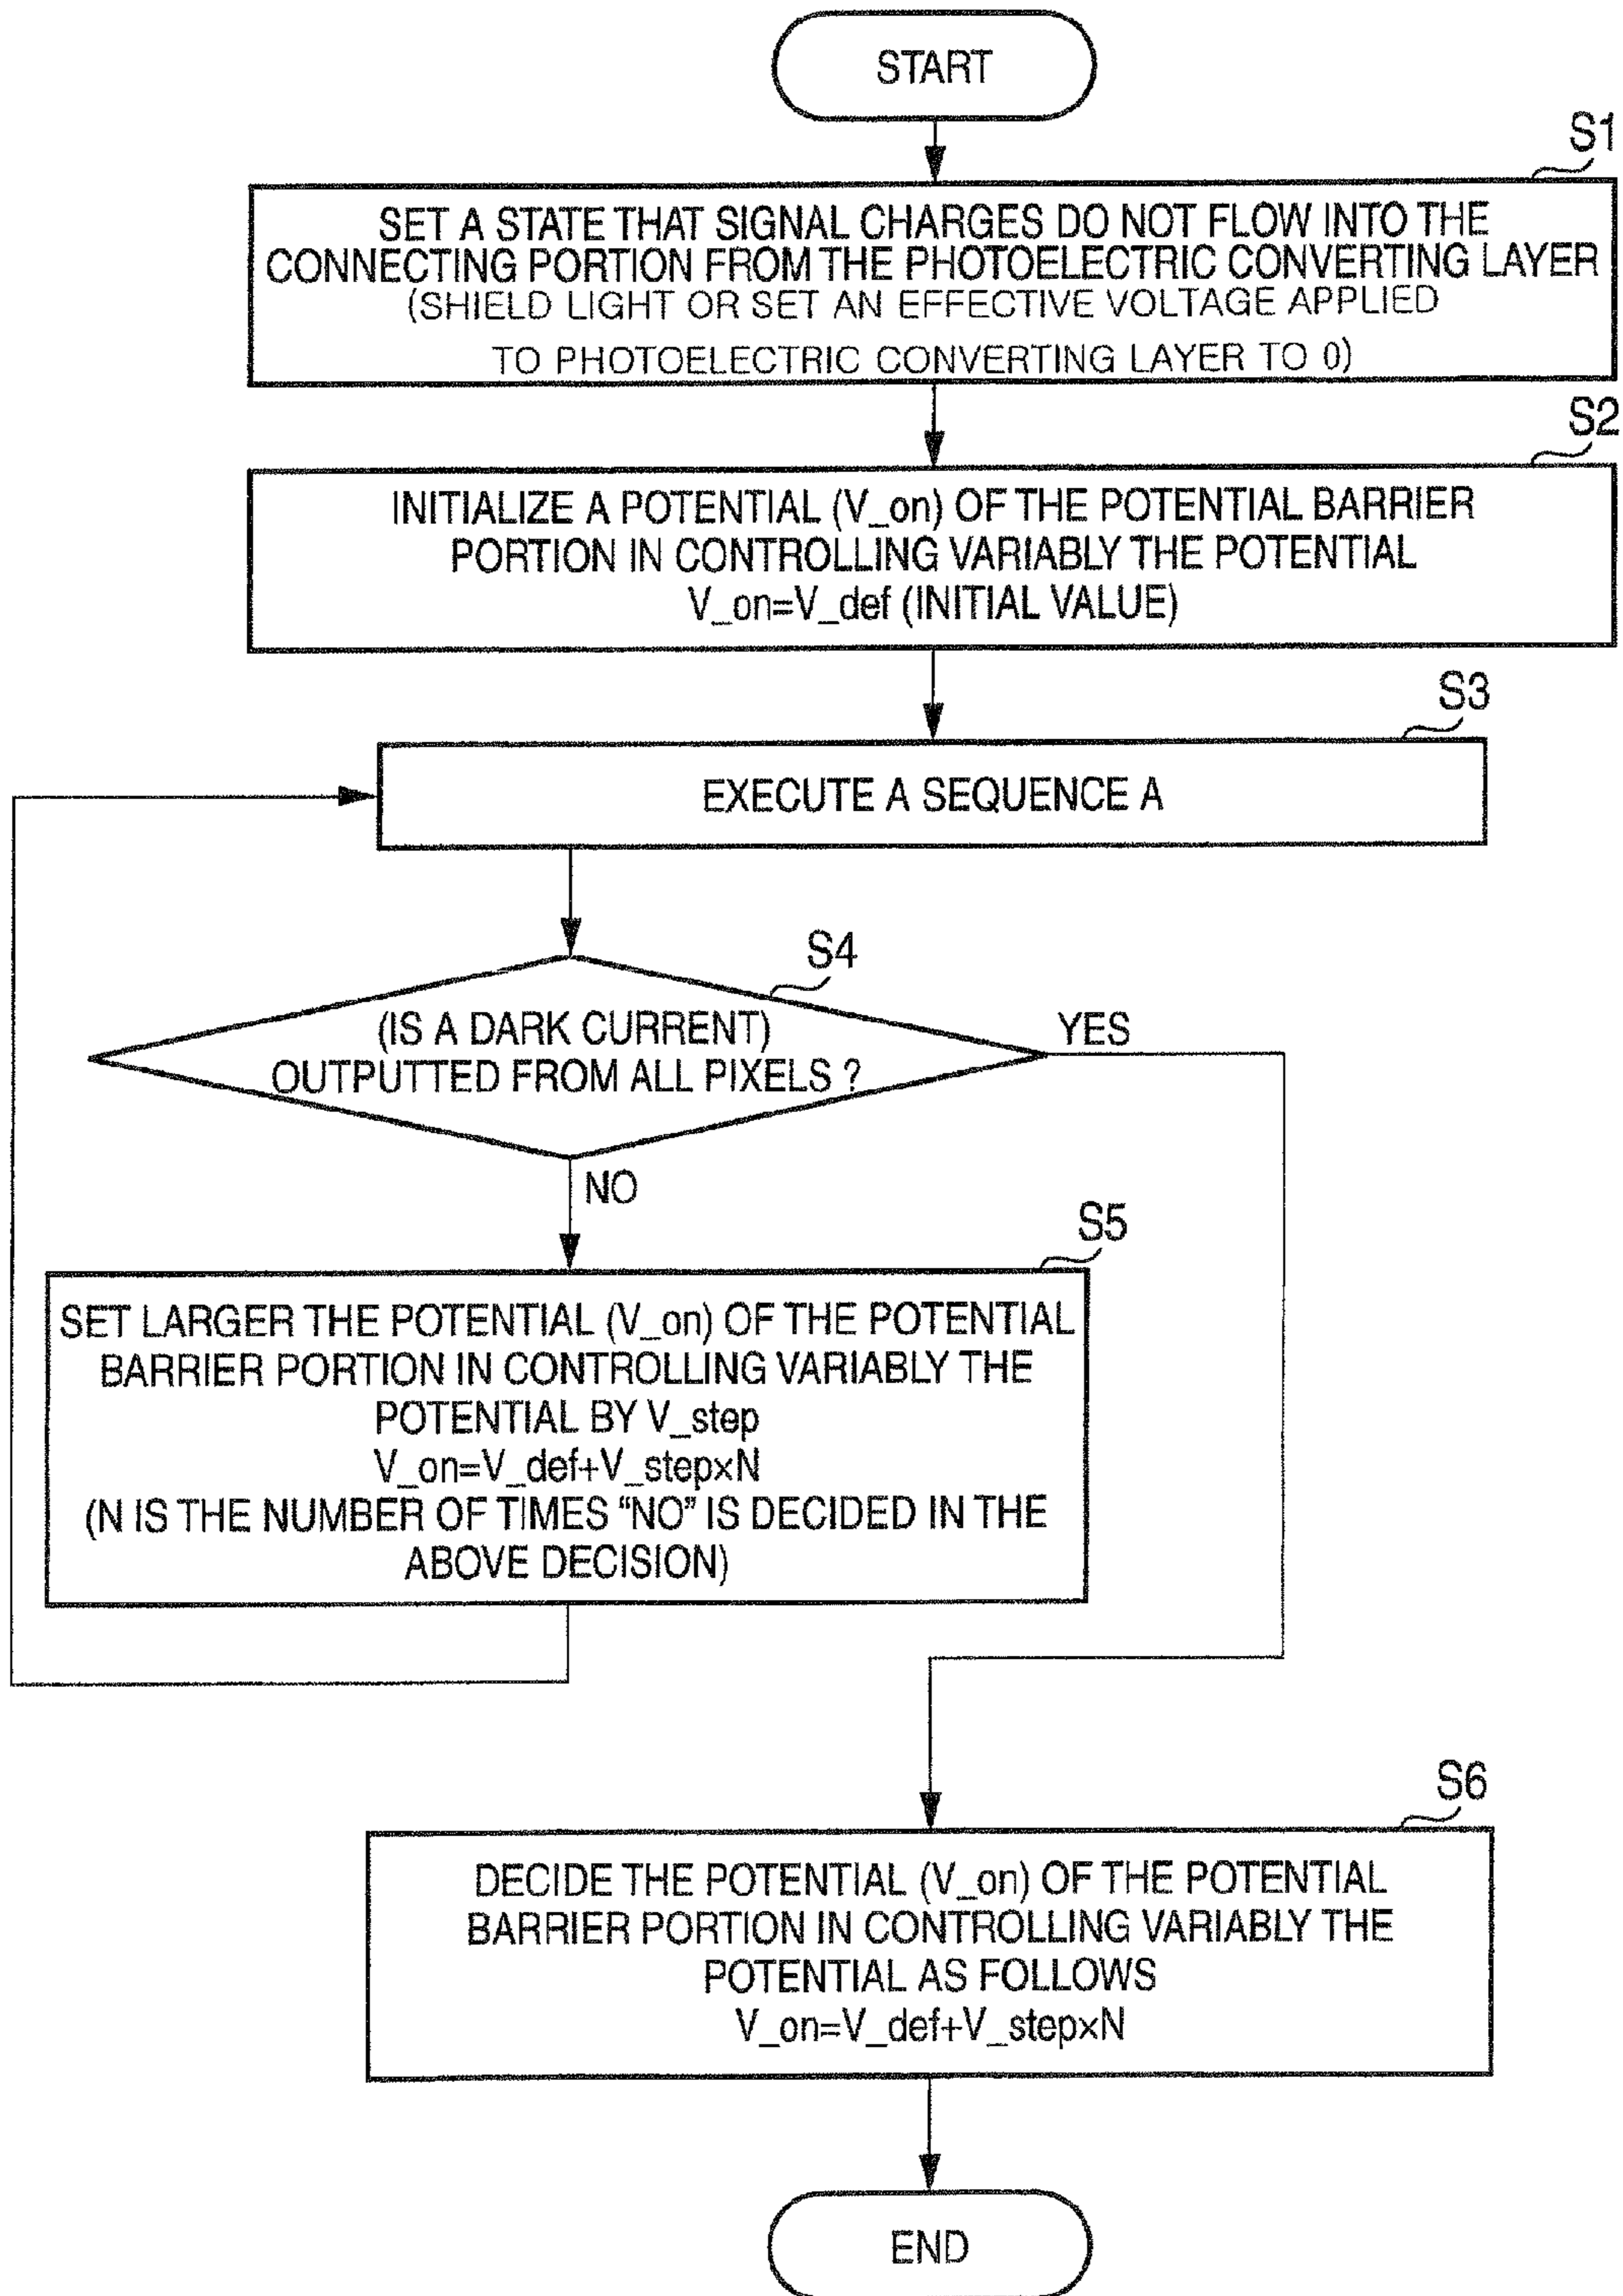 START
S1
SET A STATE THAT SIGNAL CHARGES DO NOT FLOW INTO THE
CONNECTING PORTION FROM THE PHOTOELECTRIC CONVERTING LAYER
(SHIELD LIGHT OR SET AN EFFECTIVE VOLTAGE APPLIED
TO PHOTOELECTRIC CONVERTING LAYER TO 0)
S2
INITIALIZE A POTENTIAL (V_on) OF THE POTENTIAL BARRIER
PORTION IN CONTROLLING VARIABLY THE POTENTIAL
V_on=V_def (INITIAL VALUE)
S3
EXECUTE A SEQUENCE A
S4
(IS A DARK CURRENT)
OUTPUTTED FROM ALL PIXELS ?
YES
NO
S5
SET LARGER THE POTENTIAL (V_on) OF THE POTENTIAL
BARRIER PORTION IN CONTROLLING VARIABLY THE
POTENTIAL BY V_step
V_on=V_def+V_step×N
(N IS THE NUMBER OF TIMES “NO” IS DECIDED IN THE
ABOVE DECISION)
S6
DECIDE THE POTENTIAL (V_on) OF THE POTENTIAL
BARRIER PORTION IN CONTROLLING VARIABLY THE
POTENTIAL AS FOLLOWS
V_on=V_def+V_step×N
END